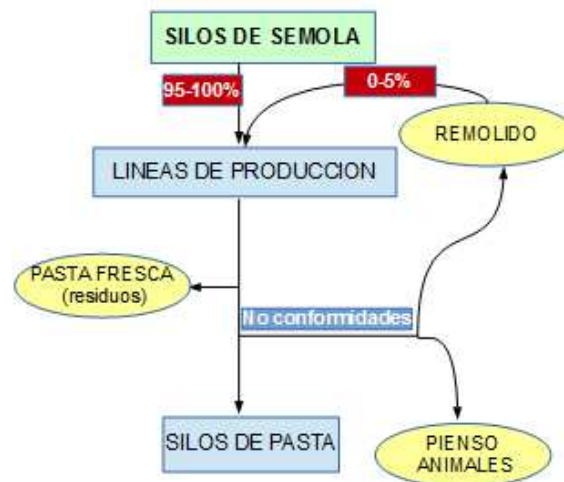 SILOS DE SEMOLA
95-100%
0-5%
REMOLIDO
LINEAS DE PRODUCCION
PASTA FRESCA
(residuos)
No conformidades
SILOS DE PASTA
PIENSO
ANIMALES